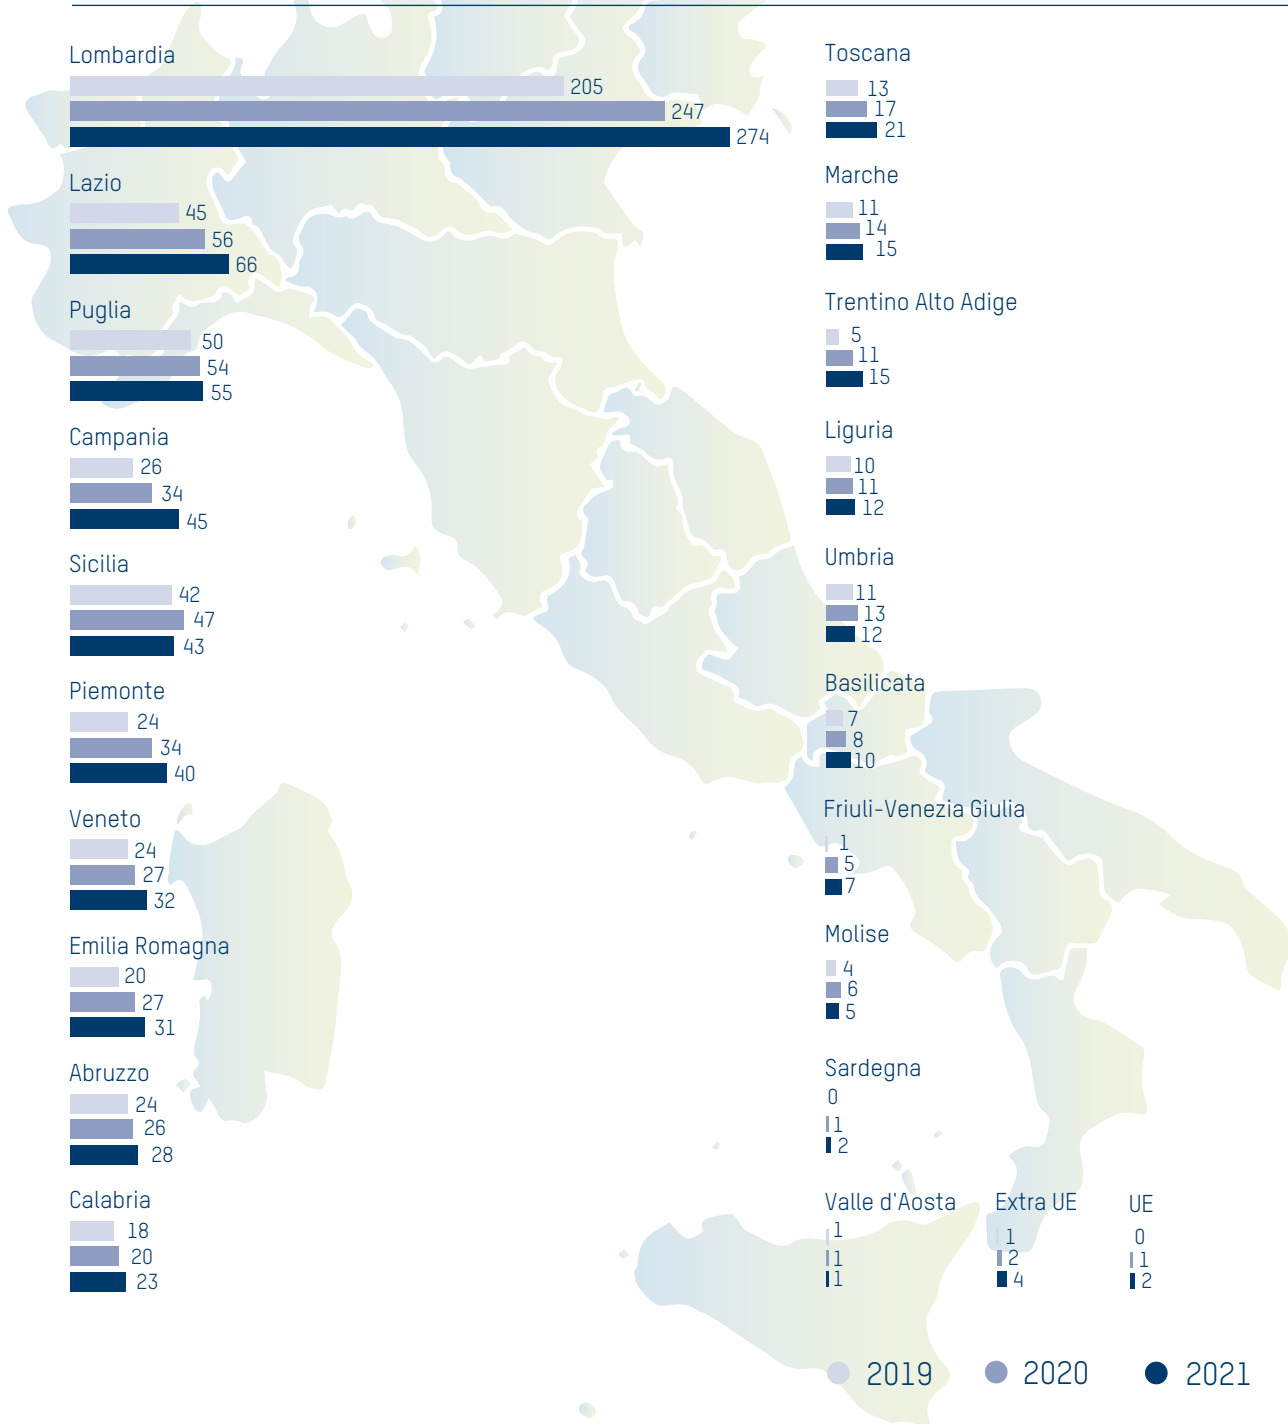 Lombardia
205
247
274
Lazio
45
56
66
Puglia
50
54
55
Campania
26
34
45
Sicilia
42
47
43
Piemonte
24
34
40
Veneto
24
27
32
Emilia Romagna
20
27
31
Abruzzo
24
26
28
Calabria
18
20
23
Toscana
13
17
21
Marche
11
14
15
Trentino Alto Adige
5
11
15
Liguria
10
11
12
Umbria
11
13
12
Basilicata
7
8
10
Friuli-Venezia Giulia
1
5
7
Molise
4
6
5
Sardegna
0
1
2
Valle d'Aosta
1
1
1
Extra UE
1
2
4
UE
0
1
2
2019 2020 2021